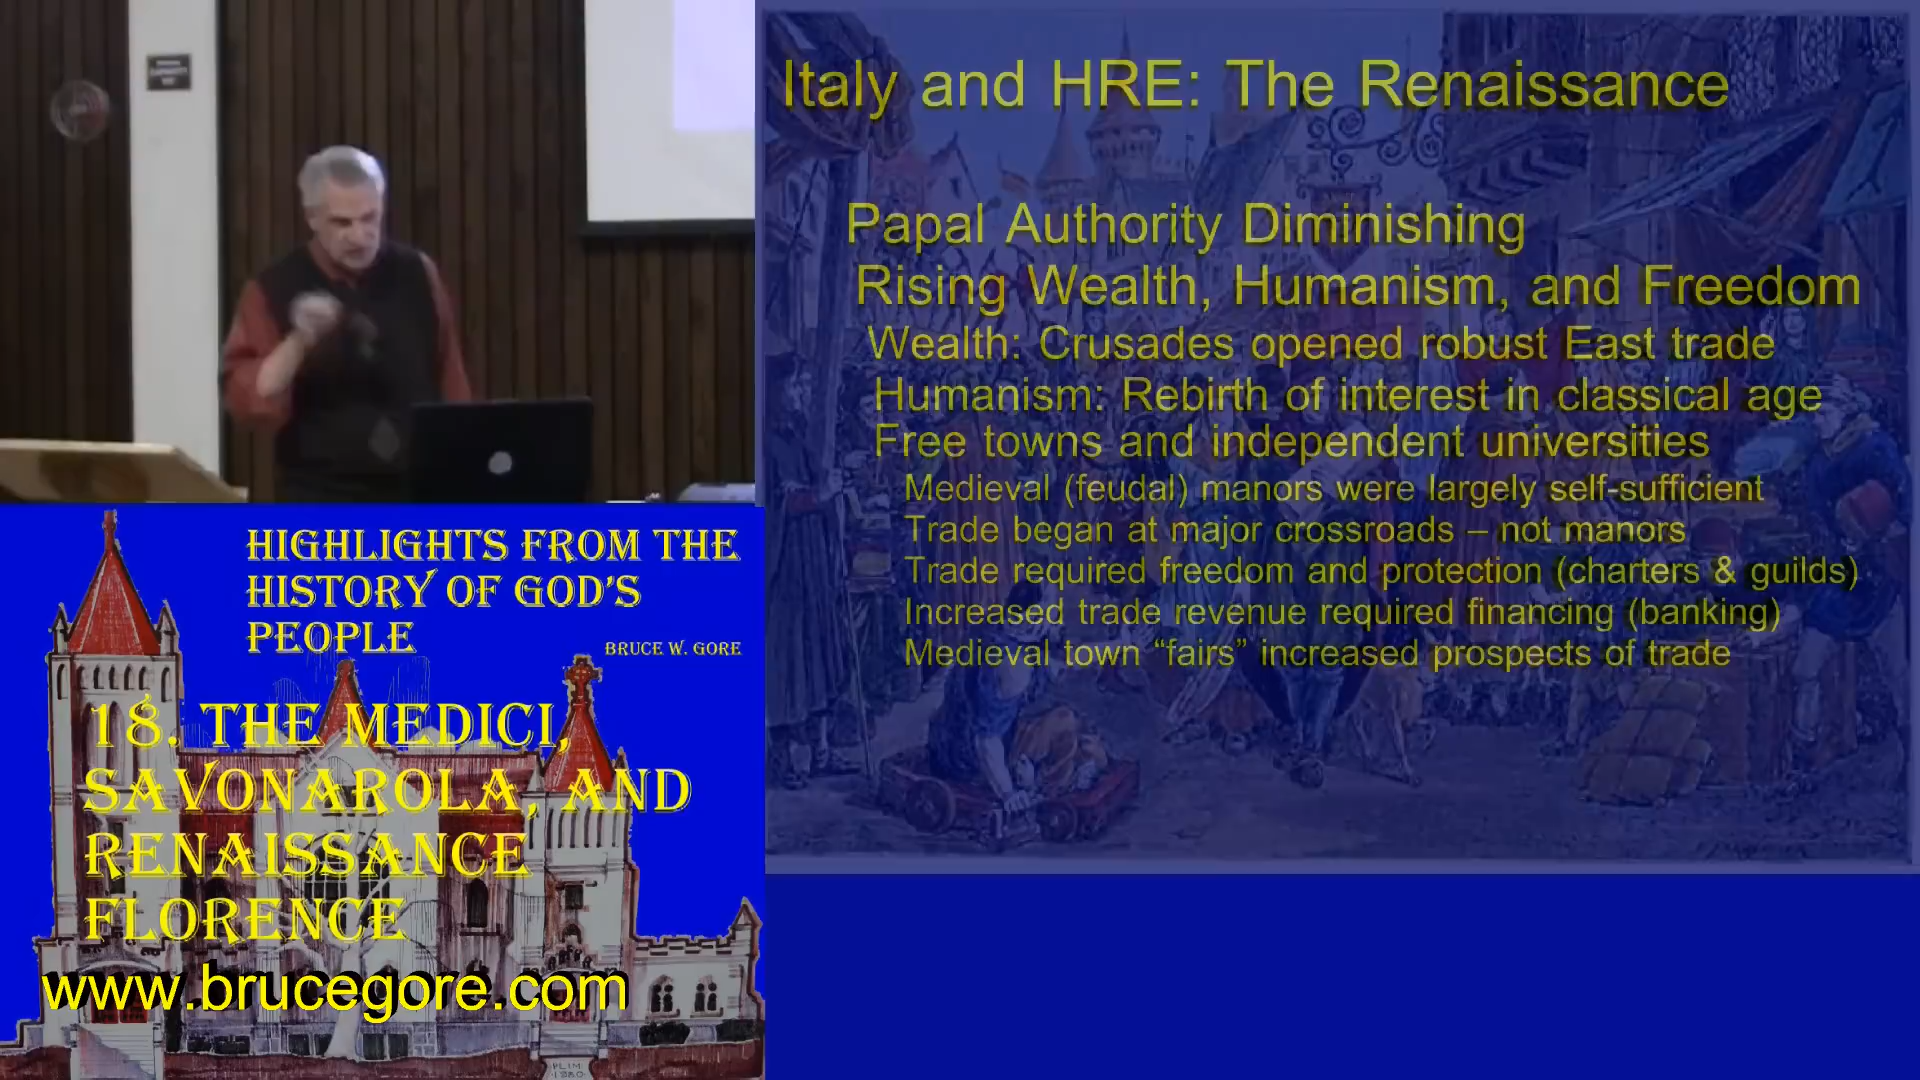 Italy and HRE: The Renaissance
Papal Authority Diminishing
Rising Wealth, Humanism, and Freedom
Wealth: Crusades opened robust East trade
Humanism: Rebirth of interest in classical age
Free towns and independent universities
Medieval (feudal) manors were largely self-sufficient
Trade began at major crossroads – not manors
Trade required freedom and protection (charters & guilds)
Increased trade revenue required financing (banking)
Medieval town “fairs” increased prospects of trade
HIGHLIGHTS FROM THE
HISTORY OF GOD'S
PEOPLE
BRUCE W. GORE
18. THE MEDICI,
SAVONAROLA, AND
RENAISSANCE
FLORENCE
www.brucegore.com